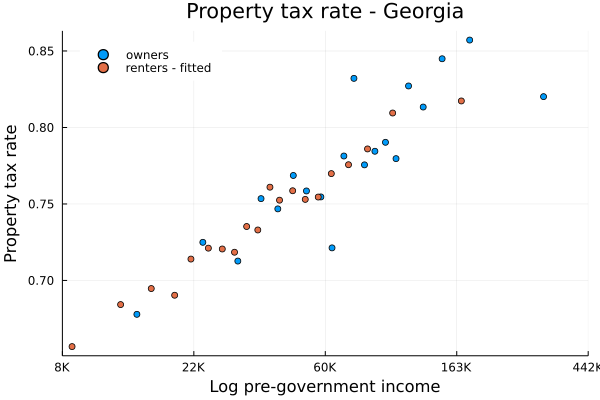 Property tax rate - Georgia
owners
renters - fitted
0.85
0.80
0.75
0.70
Property tax rate
8K
22K
60K
163K
442K
Log pre-government income